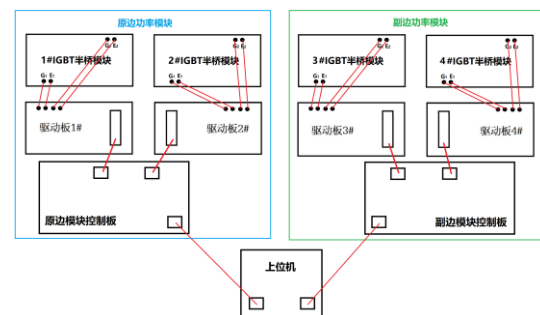 原边功率模块
副边功率模块
G₂ E₂
G₂ E₂
G₂ E₂
G₂ E₂
1#IGBT半桥模块
2#IGBT半桥模块
3#IGBT半桥模块
4#IGBT半桥模块
G₁ E₁
G₁ E₁
G₁ E₁
G₁ E₁
驱动板1#
驱动板2#
驱动板3#
驱动板4#
原边模块控制板
副边模块控制板
上位机